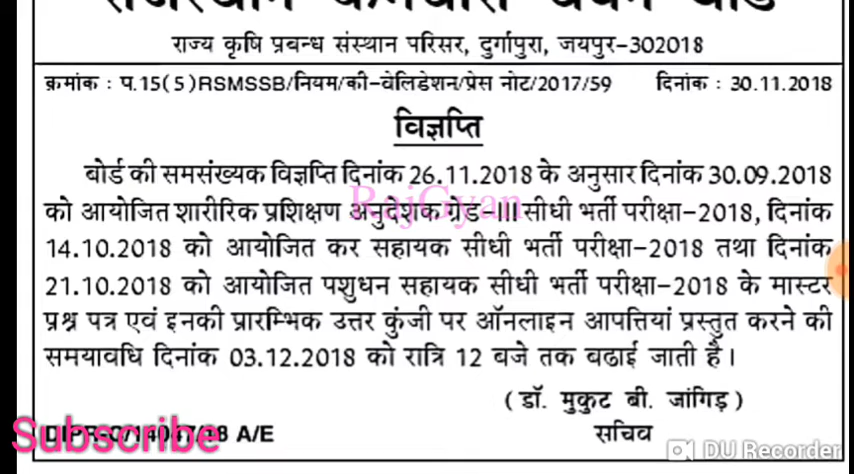 राजस्थान कर्मचारी चयन बोर्ड
राज्य कृषि प्रबन्ध संस्थान परिसर, दुर्गापुरा, जयपुर-302018
क्रमांक : प.15(5)RSMSSB/नियम/की-वेलिडेशन/प्रेस नोट/2017/59 दिनांक : 30.11.2018
विज्ञप्ति
बोर्ड की समसंख्यक विज्ञप्ति दिनांक 26.11.2018 के अनुसार दिनांक 30.09.2018
को आयोजित शारीरिक प्रशिक्षण अनुदेशक ग्रेड-III सीधी भर्ती परीक्षा-2018, दिनांक
RajGyan
14.10.2018 को आयोजित कर सहायक सीधी भर्ती परीक्षा-2018 तथा दिनांक
21.10.2018 को आयोजित पशुधन सहायक सीधी भर्ती परीक्षा-2018 के मास्टर
प्रश्न पत्र एवं इनकी प्रारम्भिक उत्तर कुंजी पर ऑनलाइन आपत्तियां प्रस्तुत करने की
समयावधि दिनांक 03.12.2018 को रात्रि 12 बजे तक बढाई जाती है।
(डॉ. मुकुट बी. जांगिड़)
सचिव
Subscribe
A/E
DU Recorder